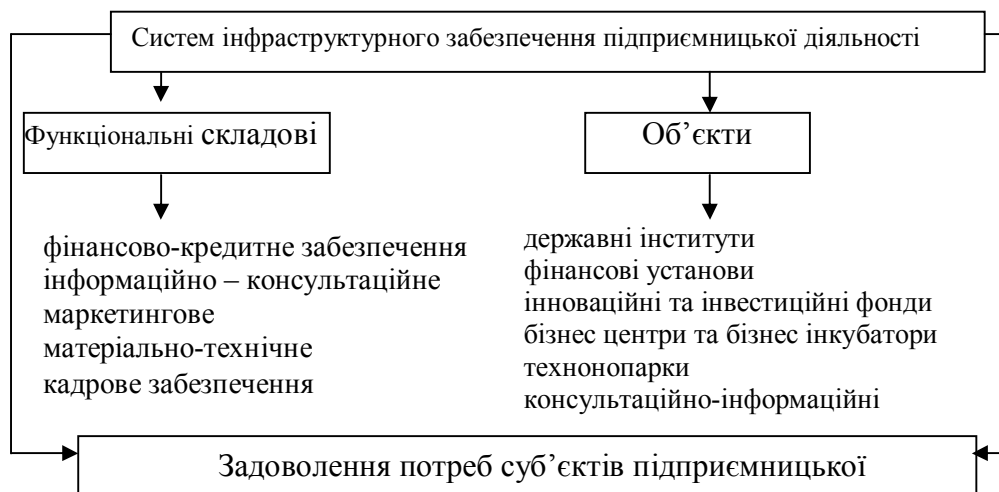 Систем інфраструктурного забезпечення підприємницької діяльності
Функціональні складові
Об’єкти
фінансово-кредитне забезпечення
інформаційно – консультаційне
маркетингове
матеріально-технічне
кадрове забезпечення
державні інститути
фінансові установи
інноваційні та інвестиційні фонди
бізнес центри та бізнес інкубатори
технонопарки
консультаційно-інформаційні
Задоволення потреб суб’єктів підприємницької